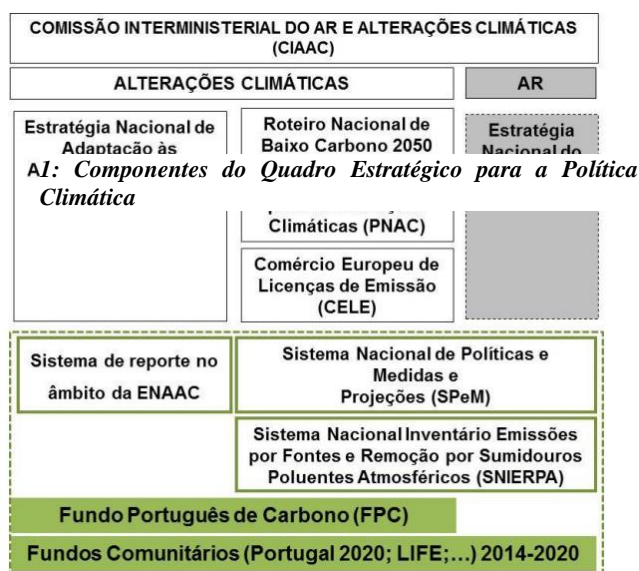 COMISSÃO INTERMINISTERIAL DO AR E ALTERAÇÕES CLIMÁTICAS
(CIAAC)
ALTERAÇÕES CLIMÁTICAS
AR
Estratégia Nacional de
Adaptação às
Roteiro Nacional de
Baixo Carbono 2050
Estratégia
Nacional do
1: Componentes do Quadro Estratégico para a Política
Climática
Climáticas (PNAC)
Comércio Europeu de
Licenças de Emissão
(CELE)
Sistema de reporte no
âmbito da ENAAC
Sistema Nacional de Políticas e
Medidas e
Projeções (SPeM)
Sistema Nacional Inventário Emissões
por Fontes e Remoção por Sumidouros
Poluentes Atmosféricos (SNIERPA)
Fundo Português de Carbono (FPC)
Fundos Comunitários (Portugal 2020; LIFE;...) 2014-2020